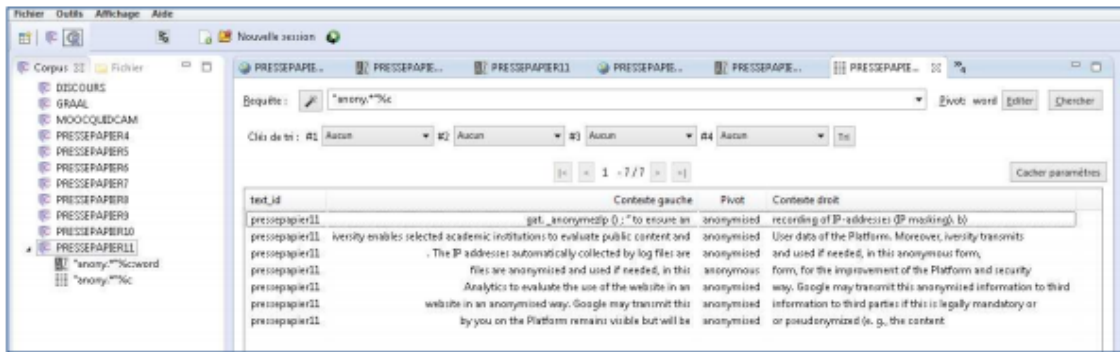 Fichier Outils Affichage Aide
Nouvelle session
Corpus Fichier
DISCOURS
GRAAL
MOOCQUIDCAM
PRESSEPAPIER4
PRESSEPAPIER5
PRESSEPAPIER6
PRESSEPAPIER7
PRESSEPAPIER8
PRESSEPAPIER9
PRESSEPAPIER10
PRESSEPAPIER11
"anony.*"%c:word
"anony.*"%c
PRESSEPAPIE... PRESSEPAPIE... PRESSEPAPIER11 PRESSEPAPIE... PRESSEPAPIE... PRESSEPAPIE...
Requête : "anony.*"%c Pivot: word Editer Chercher
Clés de tri : #1 Aucun #2 Aucun #3 Aucun #4 Aucun Tri
1 - 7 / 7
Cacher paramètres
text_id Contexte gauche Pivot Contexte droit
pressepapier11 gat._anonymeIp () ; " to ensure an anonymised recording of IP-addresses (IP masking). b)
pressepapier11 iversity enables selected academic institutions to evaluate public content and anonymised User data of the Platform. Moreover, iversity transmits
pressepapier11 . The IP addresses automatically collected by log files are anonymised and used if needed, in this anonymous form,
pressepapier11 files are anonymised and used if needed, in this anonymous form, for the improvement of the Platform and security
pressepapier11 Analytics to evaluate the use of the website in an anonymised way. Google may transmit this anonymised information to third
pressepapier11 website in an anonymised way. Google may transmit this anonymised information to third parties if this is legally mandatory or
pressepapier11 by you on the Platform remains visible but will be anonymised or pseudonymized (e. g., the content